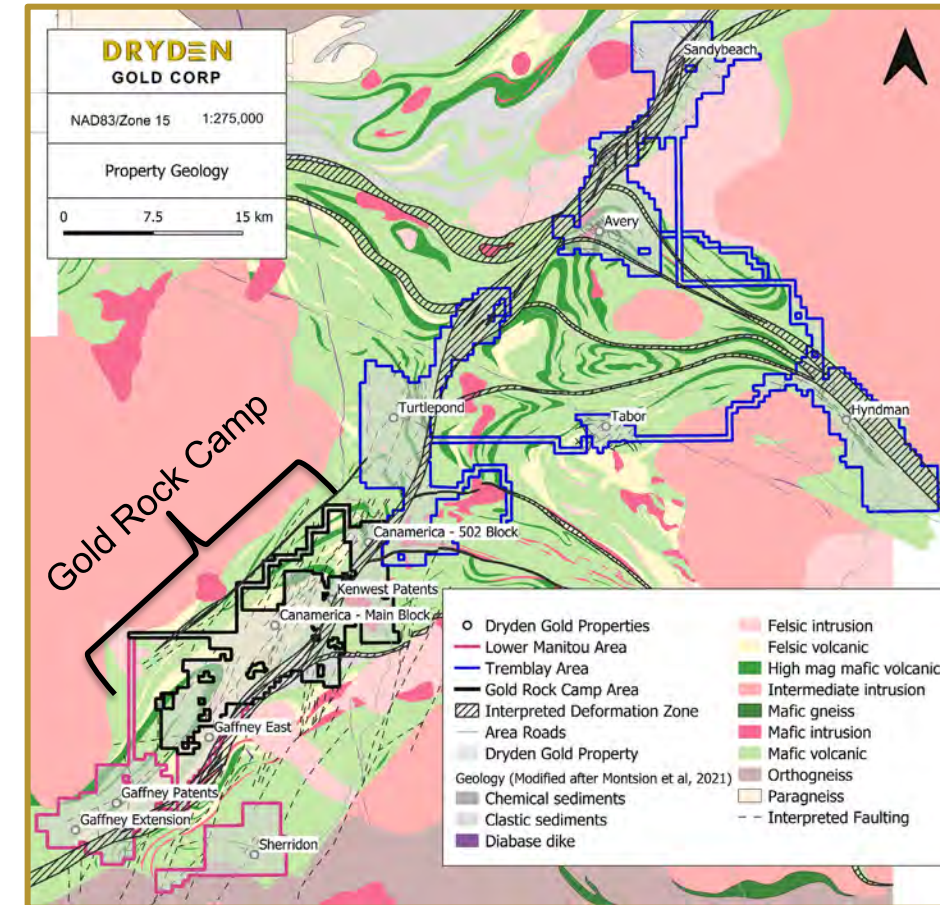 DRYDEN
GOLD CORP
NAD83/Zone 15 1:275,000
Property Geology
0 7.5 15 km
Sandybeach
Avery
Turtlepond
Tabor
Hyndman
Gold Rock Camp
Canamerica - 502 Block
Kenwest Patents
Canamerica - Main Block
Gaffney East
Gaffney Patents
Gaffney Extension
Sherridon
Dryden Gold Properties
Lower Manitou Area
Tremblay Area
Gold Rock Camp Area
Interpreted Deformation Zone
Area Roads
Dryden Gold Property
Geology (Modified after Montsion et al, 2021)
Chemical sediments
Clastic sediments
Diabase dike
Felsic intrusion
Felsic volcanic
High mag mafic volcanic
Intermediate intrusion
Mafic gneiss
Mafic intrusion
Mafic volcanic
Orthogneiss
Paragneiss
Interpreted Faulting